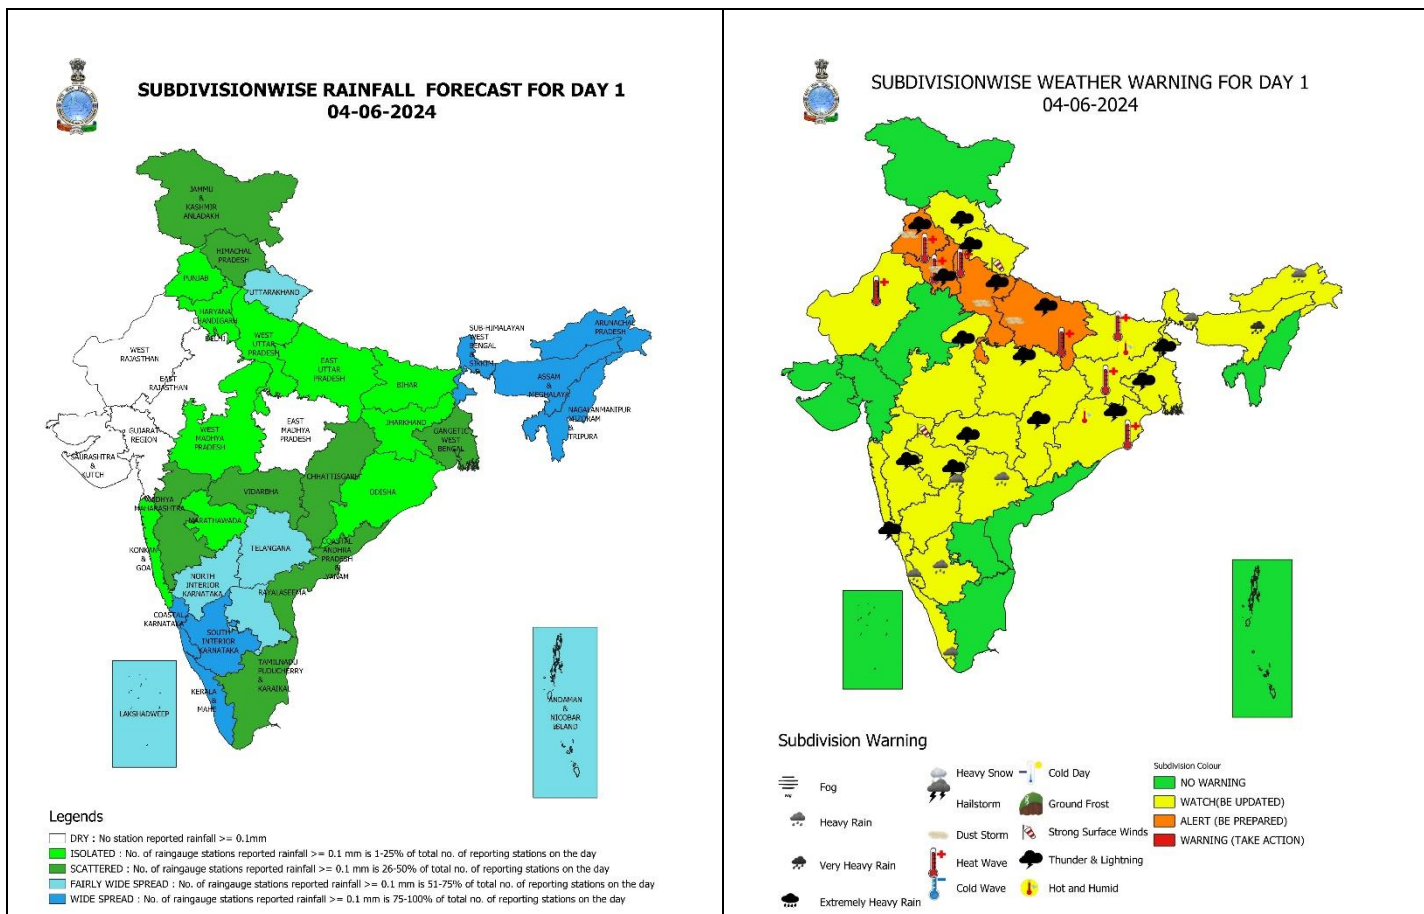 SUBDIVISIONWISE RAINFALL FORECAST FOR DAY 1
04-06-2024
JAMMU
&
KASHMIR
ANLADAKH
HIMACHAL
PRADESH
PUNJAB
UTTARAKHAND
HARYANA
CHANDIGARH
&
DELHI
WEST
UTTAR
PRADESH
WEST
RAJASTHAN
EAST
RAJASTHAN
EAST
UTTAR
PRADESH
BIHAR
SUB-HIMALAYAN
WEST
BENGAL
&
SIKKIM
ARUNACHAL
PRADESH
ASSAM
&
MEGHALAYA
NAGALANMANIPUR
MIZORAM
&
TRIPURA
GUJARAT
REGION
SAURASHTRA
&
KUTCH
WEST
MADHYA
PRADESH
EAST
MADHYA
PRADESH
JHARKHAND
GANGETIC
WEST
BENGAL
CHHATTISGARH
ODISHA
VIDARBHA
MADHYA
MAHARASHTRA
MARATHAWADA
KONKAN
&
GOA
TELANGANA
COASTAL
ANDHRA
PRADESH
&
YANAM
NORTH
INTERIOR
KARNATAKA
RAYALASEEMA
COASTAL
KARNATAKA
SOUTH
INTERIOR
KARNATAKA
TAMILNADU
PUDUCHERRY
&
KARAIKAL
KERALA
&
MAHE
LAKSHADWEEP
ANDAMAN
&
NICOBAR
ISLAND
Legends
DRY : No station reported rainfall >= 0.1mm
ISOLATED : No. of raingauge stations reported rainfall >= 0.1 mm is 1-25% of total no. of reporting stations on the day
SCATTERED : No. of raingauge stations reported rainfall >= 0.1 mm is 26-50% of total no. of reporting stations on the day
FAIRLY WIDE SPREAD : No. of raingauge stations reported rainfall >= 0.1 mm is 51-75% of total no. of reporting stations on the day
WIDE SPREAD : No. of raingauge stations reported rainfall >= 0.1 mm is 75-100% of total no. of reporting stations on the day
SUBDIVISIONWISE WEATHER WARNING FOR DAY 1
04-06-2024
Subdivision Warning
Fog
Heavy Rain
Very Heavy Rain
Extremely Heavy Rain
Heavy Snow
Hailstorm
Dust Storm
Heat Wave
Cold Wave
Cold Day
Ground Frost
Strong Surface Winds
Thunder & Lightning
Hot and Humid
Subdivision Colour
NO WARNING
WATCH(BE UPDATED)
ALERT (BE PREPARED)
WARNING (TAKE ACTION)